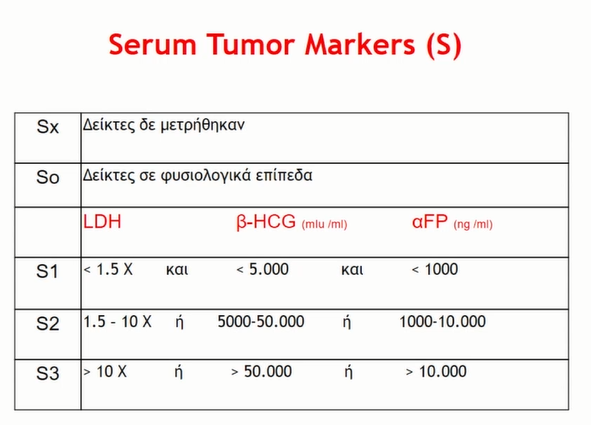 Serum Tumor Markers (S)
Sx Δείκτες δε μετρήθηκαν
So Δείκτες σε φυσιολογικά επίπεδα
LDH β-HCG (mlu /ml) αFP (ng /ml)
S1 < 1.5 X και < 5.000 και < 1000
S2 1.5 - 10 X ή 5000-50.000 ή 1000-10.000
S3 > 10 X ή > 50.000 ή > 10.000